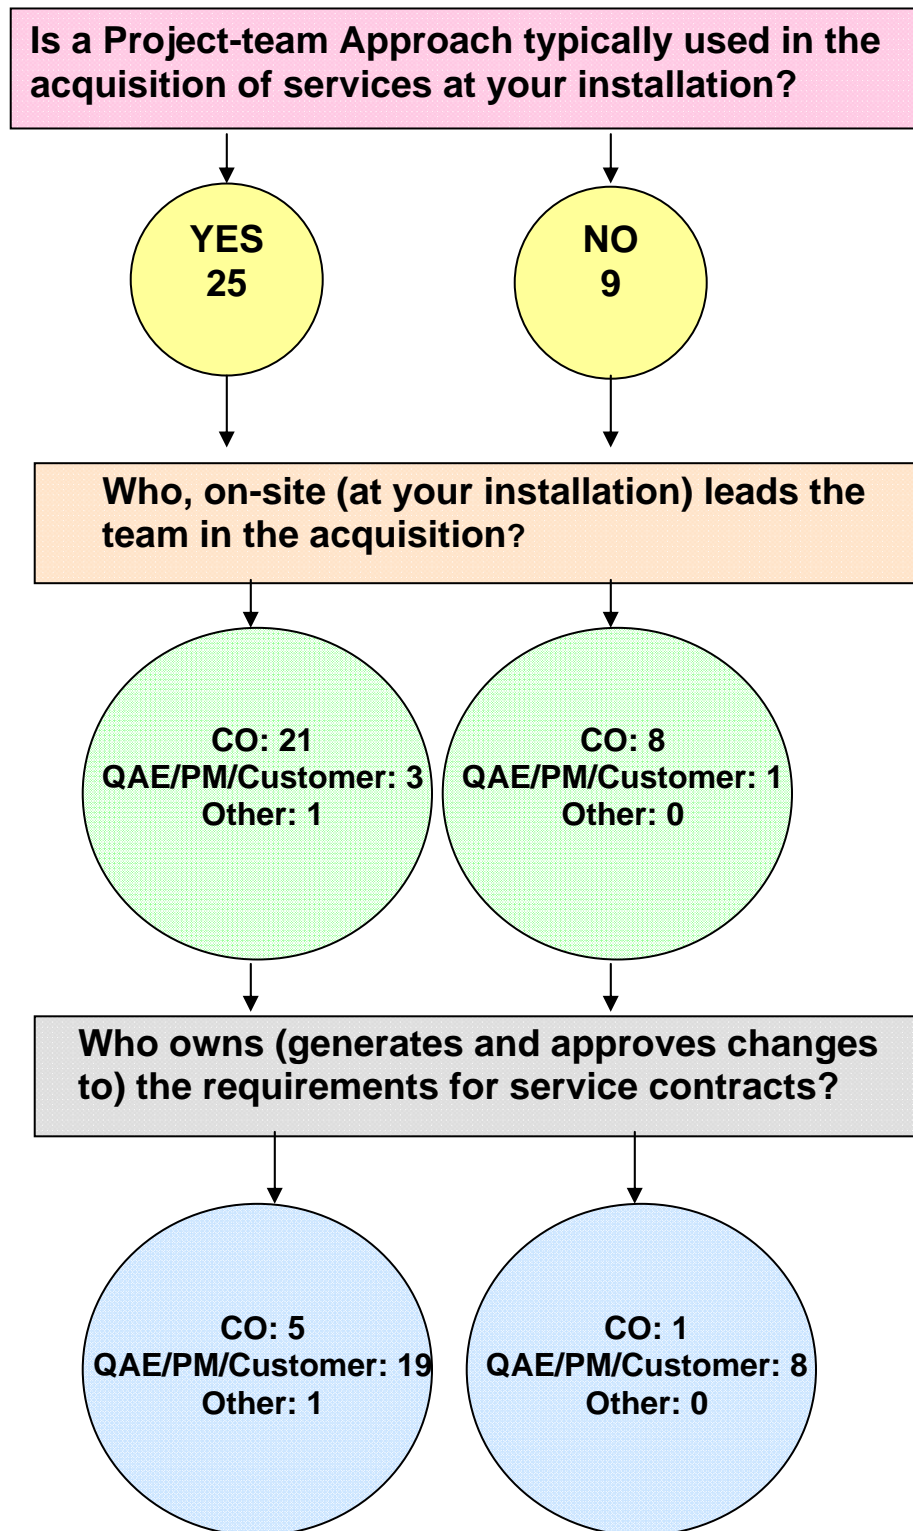 Is a Project-team Approach typically used in the
acquisition of services at your installation?
YES
25
NO
9
Who, on-site (at your installation) leads the
team in the acquisition?
CO: 21
QAE/PM/Customer: 3
Other: 1
CO: 8
QAE/PM/Customer: 1
Other: 0
Who owns (generates and approves changes
to) the requirements for service contracts?
CO: 5
QAE/PM/Customer: 19
Other: 1
CO: 1
QAE/PM/Customer: 8
Other: 0